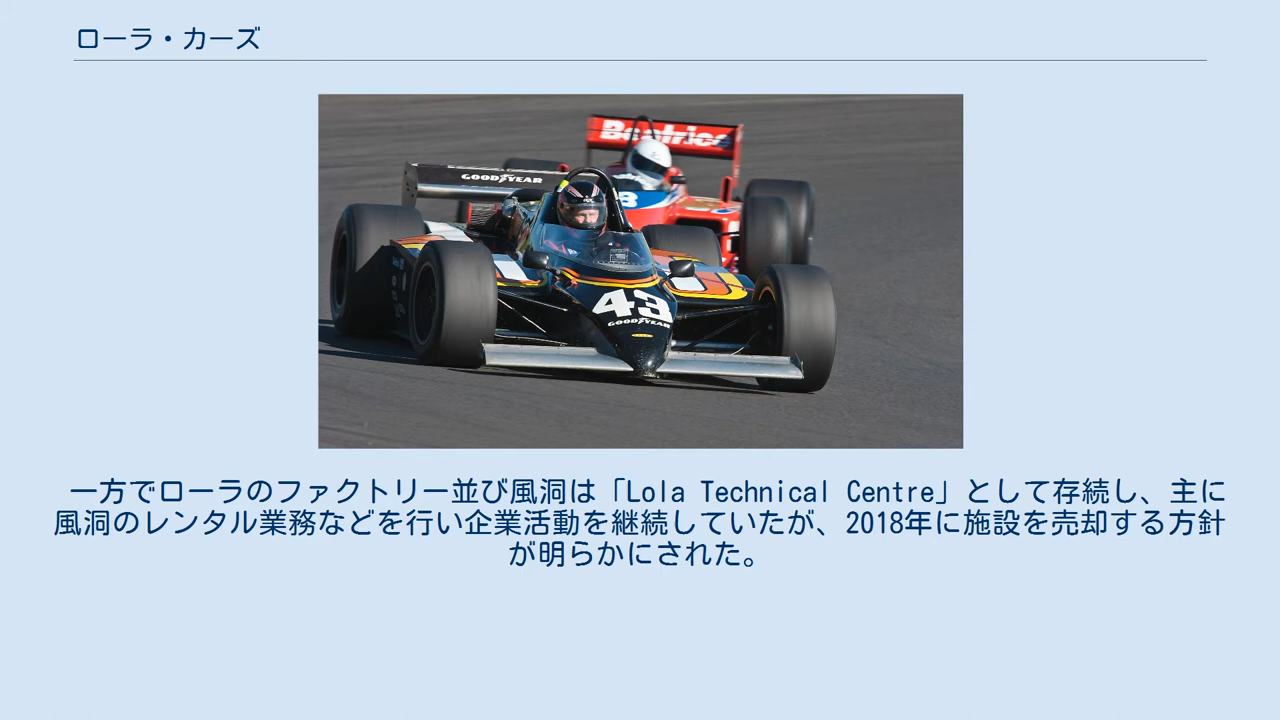 ローラ・カーズ
Beatrice
GOODYEAR
8
43
GOODYEAR
一方でローラのファクトリー並び風洞は「Lola Technical Centre」として存続し、主に
風洞のレンタル業務などを行い企業活動を継続していたが、2018年に施設を売却する方針
が明らかにされた。